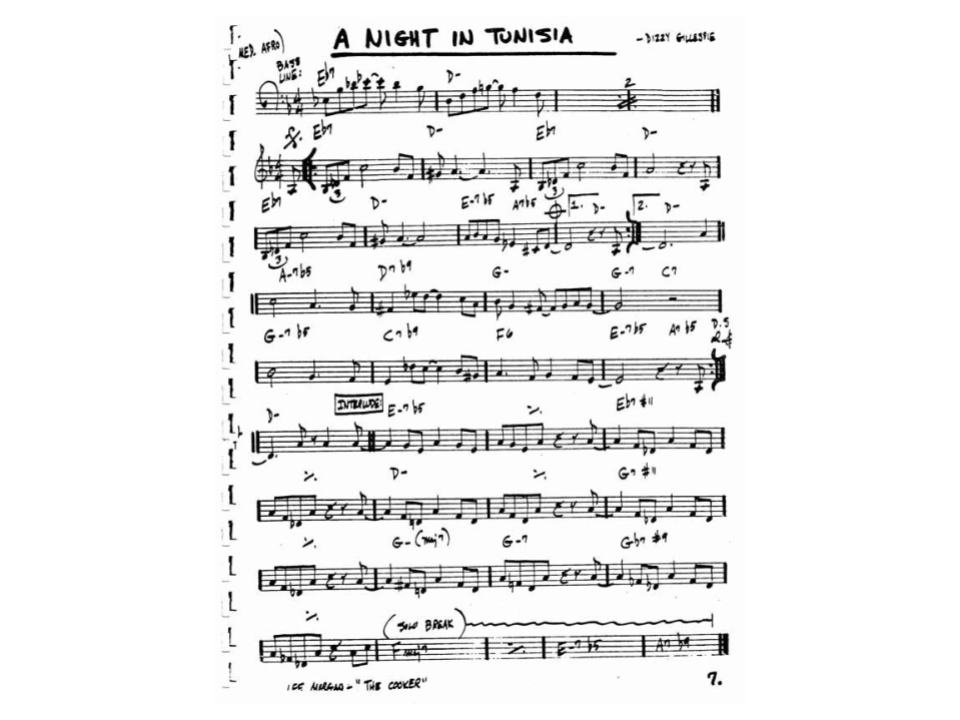 A NIGHT IN TUNISIA
- DIZZY GILLESPIE
(MED. AFRO)
BASS LINE: Eb7 D- 2
Eb7 D- Eb7 D-
Eb7 D- E-7b5 A7b5 1. D- 2. D-
A-7b5 D7b9 G- G-7 C7
G-7b5 C7b9 F6 E-7b5 A7b5 D.S.
D- INTERLUDE: E-7b5 Eb7#11
D- G7#11
G-(maj7) G-7 Gb7#9
(SOLO BREAK)
Fmaj7 E-7b5 A7b9
LEE MORGAN - "THE COOKER"
7.